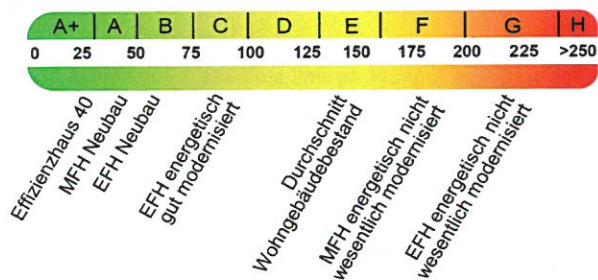 A+ A B C D E F G H
0 25 50 75 100 125 150 175 200 225 >250
Effizienzhaus 40
MFH Neubau
EFH Neubau
EFH energetisch
gut modernisiert
Durchschnitt
Wohngebäudebestand
MFH energetisch nicht
wesentlich modernisiert
EFH energetisch nicht
wesentlich modernisiert